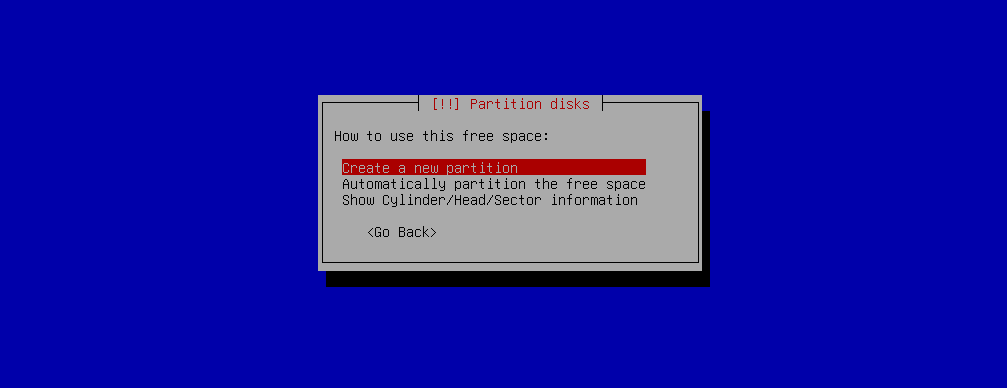 [!!] Partition disks
How to use this free space:
Create a new partition
Automatically partition the free space
Show Cylinder/Head/Sector information
<Go Back>